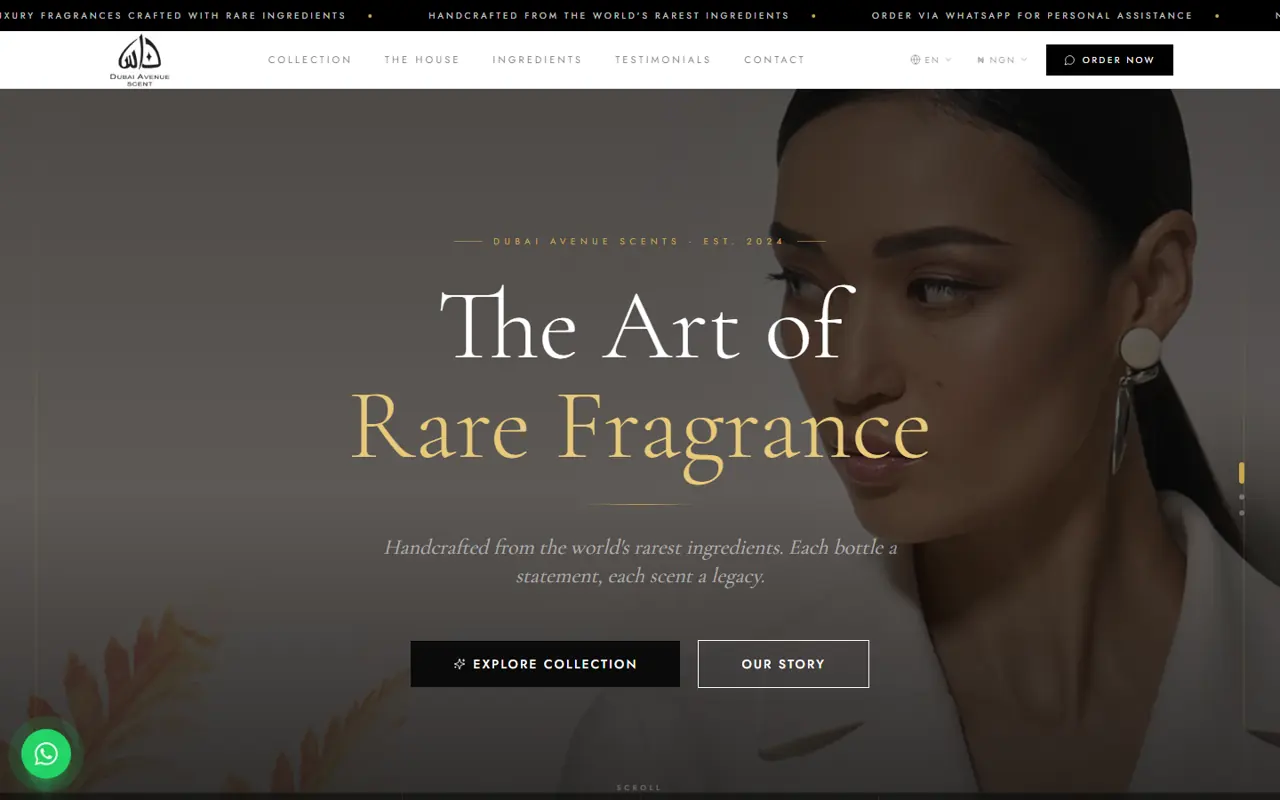 LUXURY FRAGRANCES CRAFTED WITH RARE INGREDIENTS • HANDCRAFTED FROM THE WORLD'S RAREST INGREDIENTS • ORDER VIA WHATSAPP FOR PERSONAL ASSISTANCE •
DUBAI AVENUE
SCENT
COLLECTION THE HOUSE INGREDIENTS TESTIMONIALS CONTACT EN ₦ NGN ORDER NOW
DUBAI AVENUE SCENTS · EST. 2024
The Art of
Rare Fragrance
Handcrafted from the world's rarest ingredients. Each bottle a
statement, each scent a legacy.
EXPLORE COLLECTION OUR STORY
SCROLL